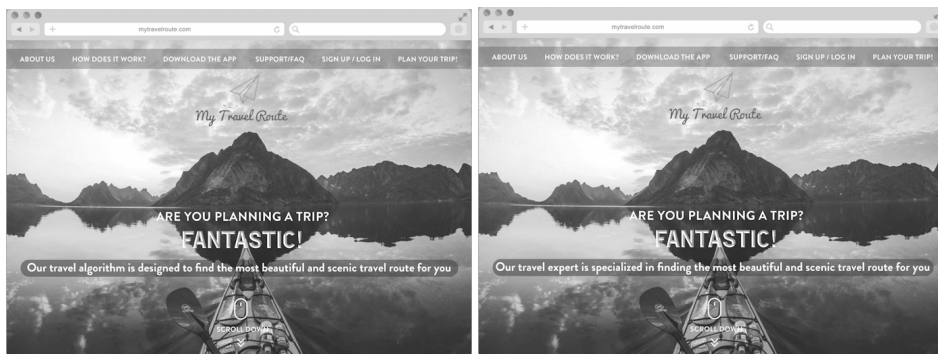 mytravelroute.com
ABOUT US HOW DOES IT WORK? DOWNLOAD THE APP SUPPORT/FAQ SIGN UP / LOG IN PLAN YOUR TRIP!
My Travel Route
ARE YOU PLANNING A TRIP?
FANTASTIC!
Our travel algorithm is designed to find the most beautiful and scenic travel route for you
SCROLL DOWN
mytravelroute.com
ABOUT US HOW DOES IT WORK? DOWNLOAD THE APP SUPPORT/FAQ SIGN UP / LOG IN PLAN YOUR TRIP!
My Travel Route
ARE YOU PLANNING A TRIP?
FANTASTIC!
Our travel expert is specialized in finding the most beautiful and scenic travel route for you
SCROLL DOWN